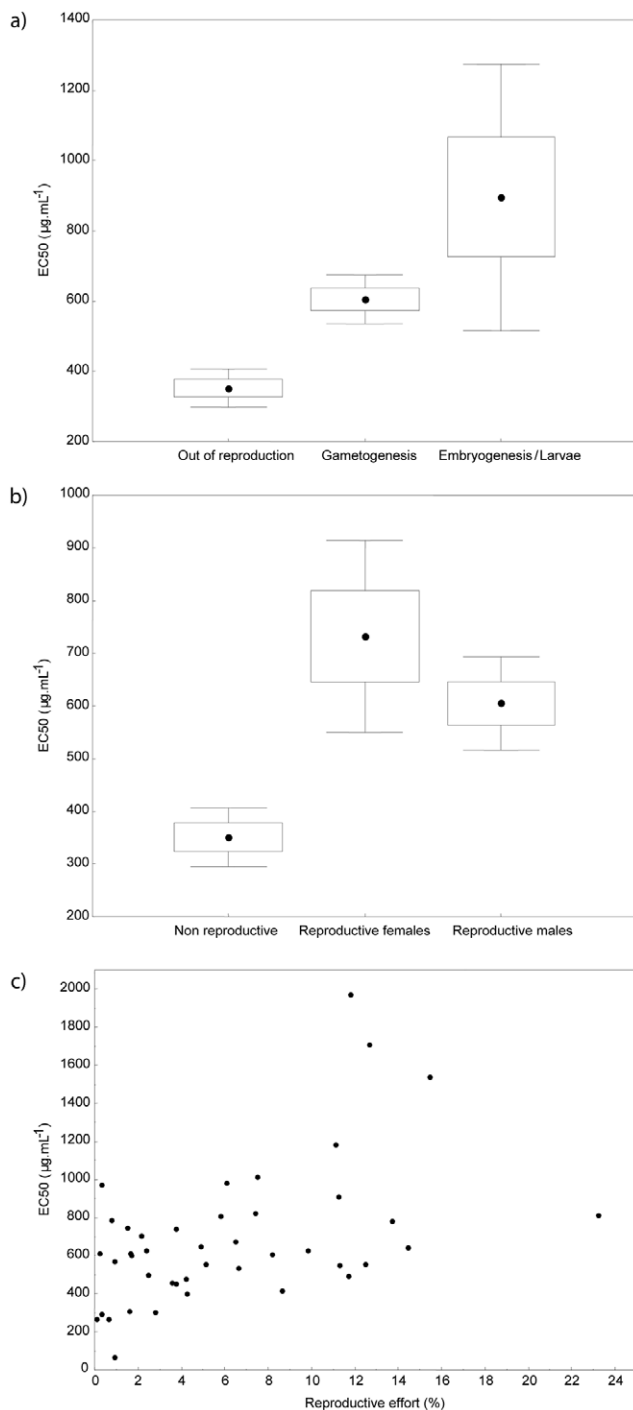 a)
1400
1200
1000
800
600
400
200
EC50 (µg.mL⁻¹)
Out of reproduction Gametogenesis Embryogenesis/Larvae
b)
1000
900
800
700
600
500
400
300
200
EC50 (µg.mL⁻¹)
Non reproductive Reproductive females Reproductive males
c)
2000
1800
1600
1400
1200
1000
800
600
400
200
0
EC50 (µg.mL⁻¹)
0 2 4 6 8 10 12 14 16 18 20 22 24
Reproductive effort (%)